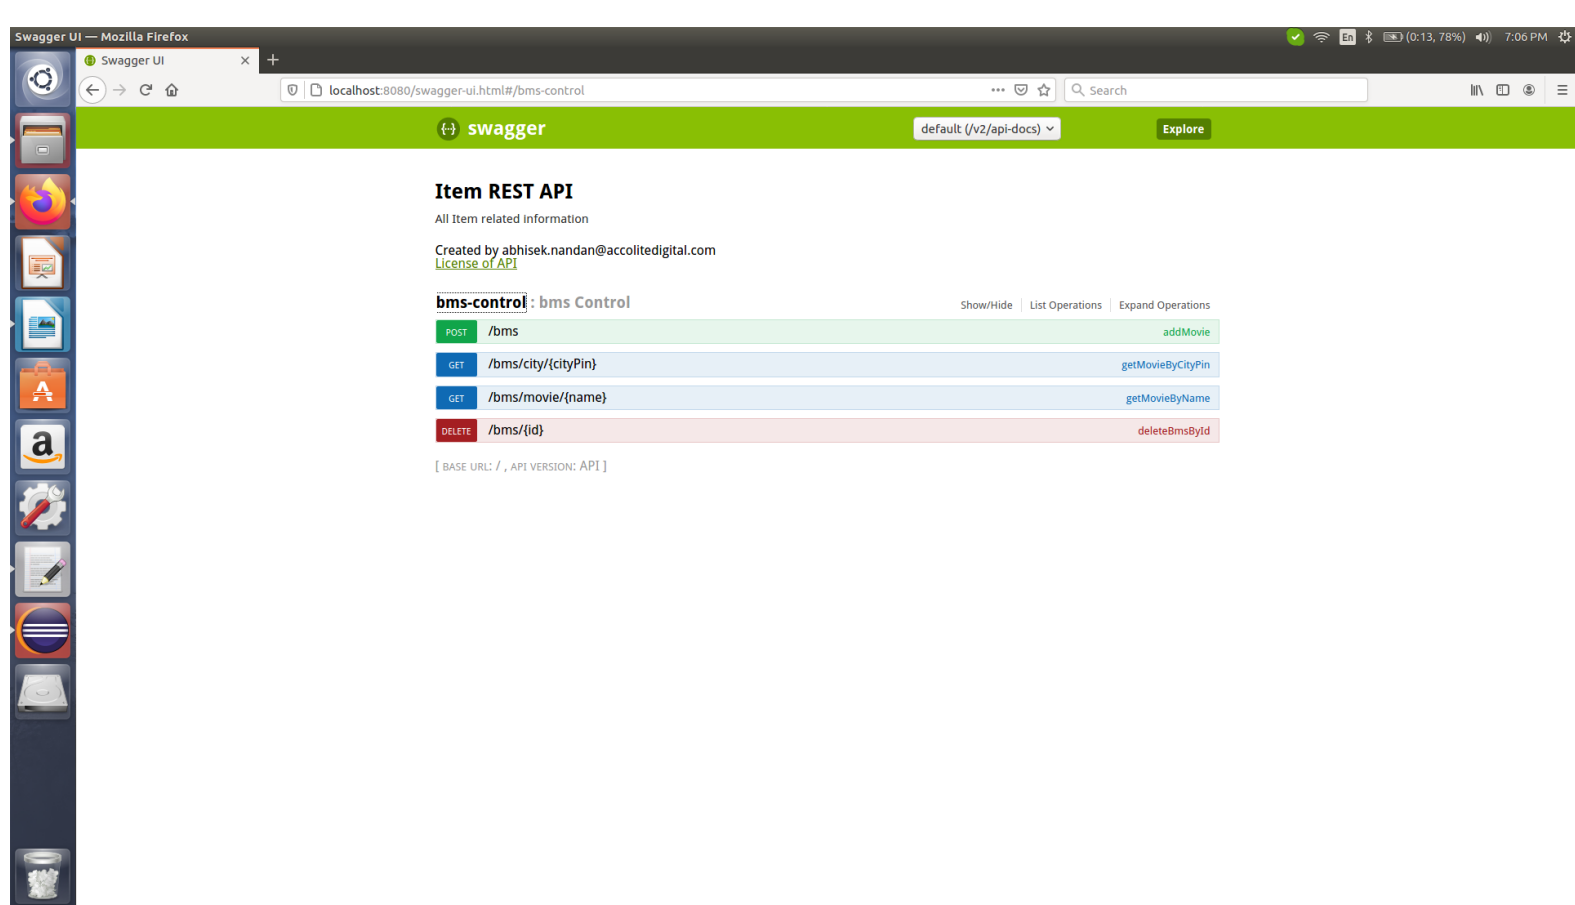 Swagger UI — Mozilla Firefox
En (0:13, 78%) 7:06 PM
Swagger UI × +
localhost:8080/swagger-ui.html#/bms-control
Search
{··} swagger
default (/v2/api-docs)
Explore
Item REST API
All Item related information
Created by abhisek.nandan@accolitedigital.com
License of API
bms-control : bms Control
Show/Hide List Operations Expand Operations
POST /bms addMovie
GET /bms/city/{cityPin} getMovieByCityPin
GET /bms/movie/{name} getMovieByName
DELETE /bms/{id} deleteBmsById
[ BASE URL: / , API VERSION: API ]
A
a